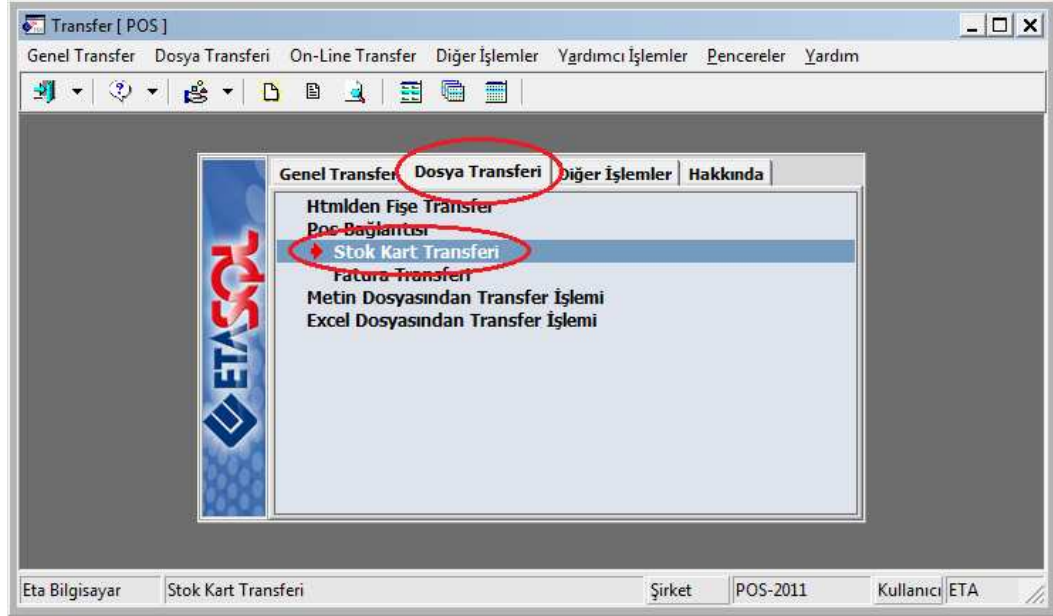 Transfer [ POS ]
Genel Transfer Dosya Transferi On-Line Transfer Diğer İşlemler Yardımcı İşlemler Pencereler Yardım
Genel Transfer Dosya Transferi Diğer İşlemler Hakkında
Htmlden Fişe Transfer
Pos Bağlantısı
Stok Kart Transferi
Fatura Transferi
Metin Dosyasından Transfer İşlemi
Excel Dosyasından Transfer İşlemi
ETASQL
Eta Bilgisayar Stok Kart Transferi Şirket POS-2011 Kullanıcı ETA